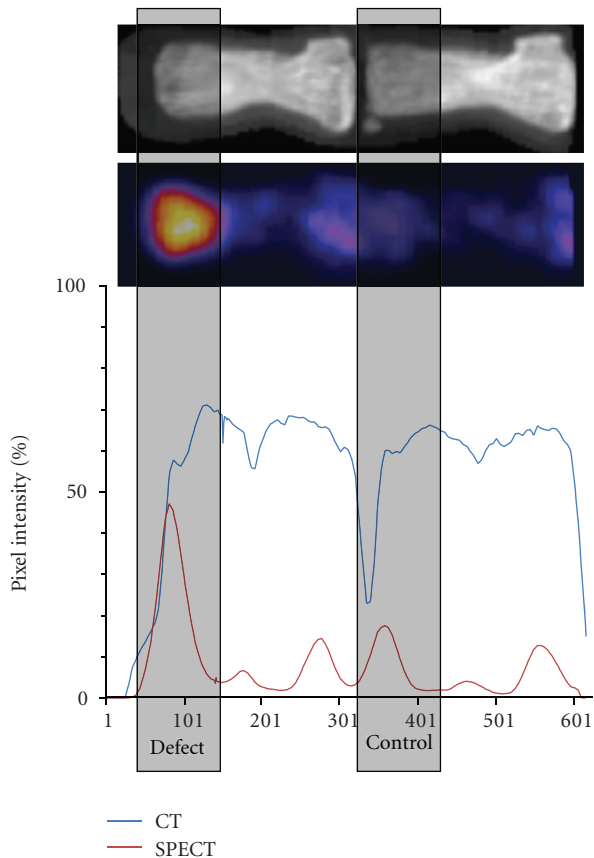 100
50
0
Pixel intensity (%)
1 101 201 301 401 501 601
Defect Control
CT
SPECT